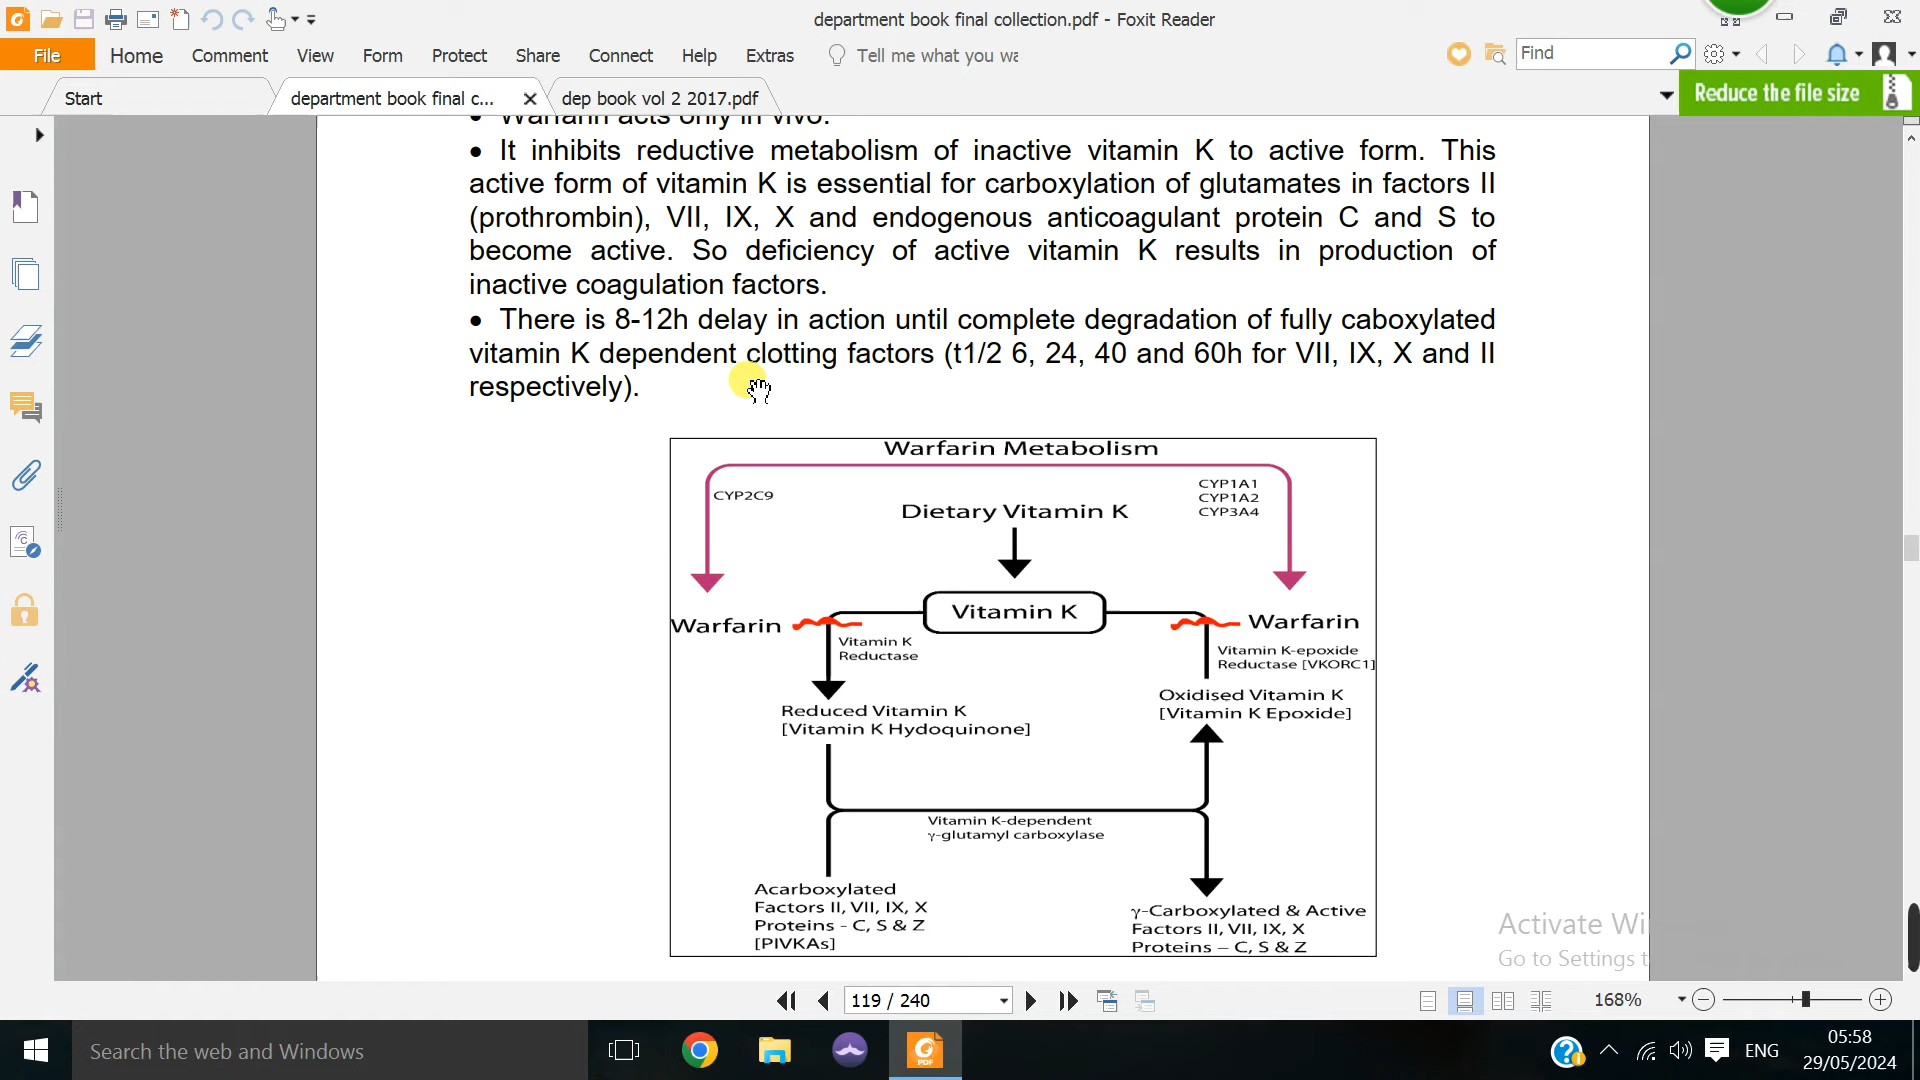 department book final collection.pdf - Foxit Reader
File Home Comment View Form Protect Share Connect Help Extras Tell me what you wa Find
Start department book final c... dep book vol 2 2017.pdf Reduce the file size
Warfarin acts only in vivo.
• It inhibits reductive metabolism of inactive vitamin K to active form. This
active form of vitamin K is essential for carboxylation of glutamates in factors II
(prothrombin), VII, IX, X and endogenous anticoagulant protein C and S to
become active. So deficiency of active vitamin K results in production of
inactive coagulation factors.
• There is 8-12h delay in action until complete degradation of fully caboxylated
vitamin K dependent clotting factors (t1/2 6, 24, 40 and 60h for VII, IX, X and II
respectively).
Warfarin Metabolism
CYP2C9
CYP1A1
CYP1A2
CYP3A4
Dietary Vitamin K
Vitamin K
Warfarin
Warfarin
Vitamin K
Reductase
Vitamin K-epoxide
Reductase [VKORC1]
Reduced Vitamin K
[Vitamin K Hydoquinone]
Oxidised Vitamin K
[Vitamin K Epoxide]
Vitamin K-dependent
γ-glutamyl carboxylase
Acarboxylated
Factors II, VII, IX, X
Proteins - C, S & Z
[PIVKAs]
γ-Carboxylated & Active
Factors II, VII, IX, X
Proteins – C, S & Z
Activate Wi
Go to Settings t
119 / 240 168%
Search the web and Windows
PDF
ENG
05:58
29/05/2024